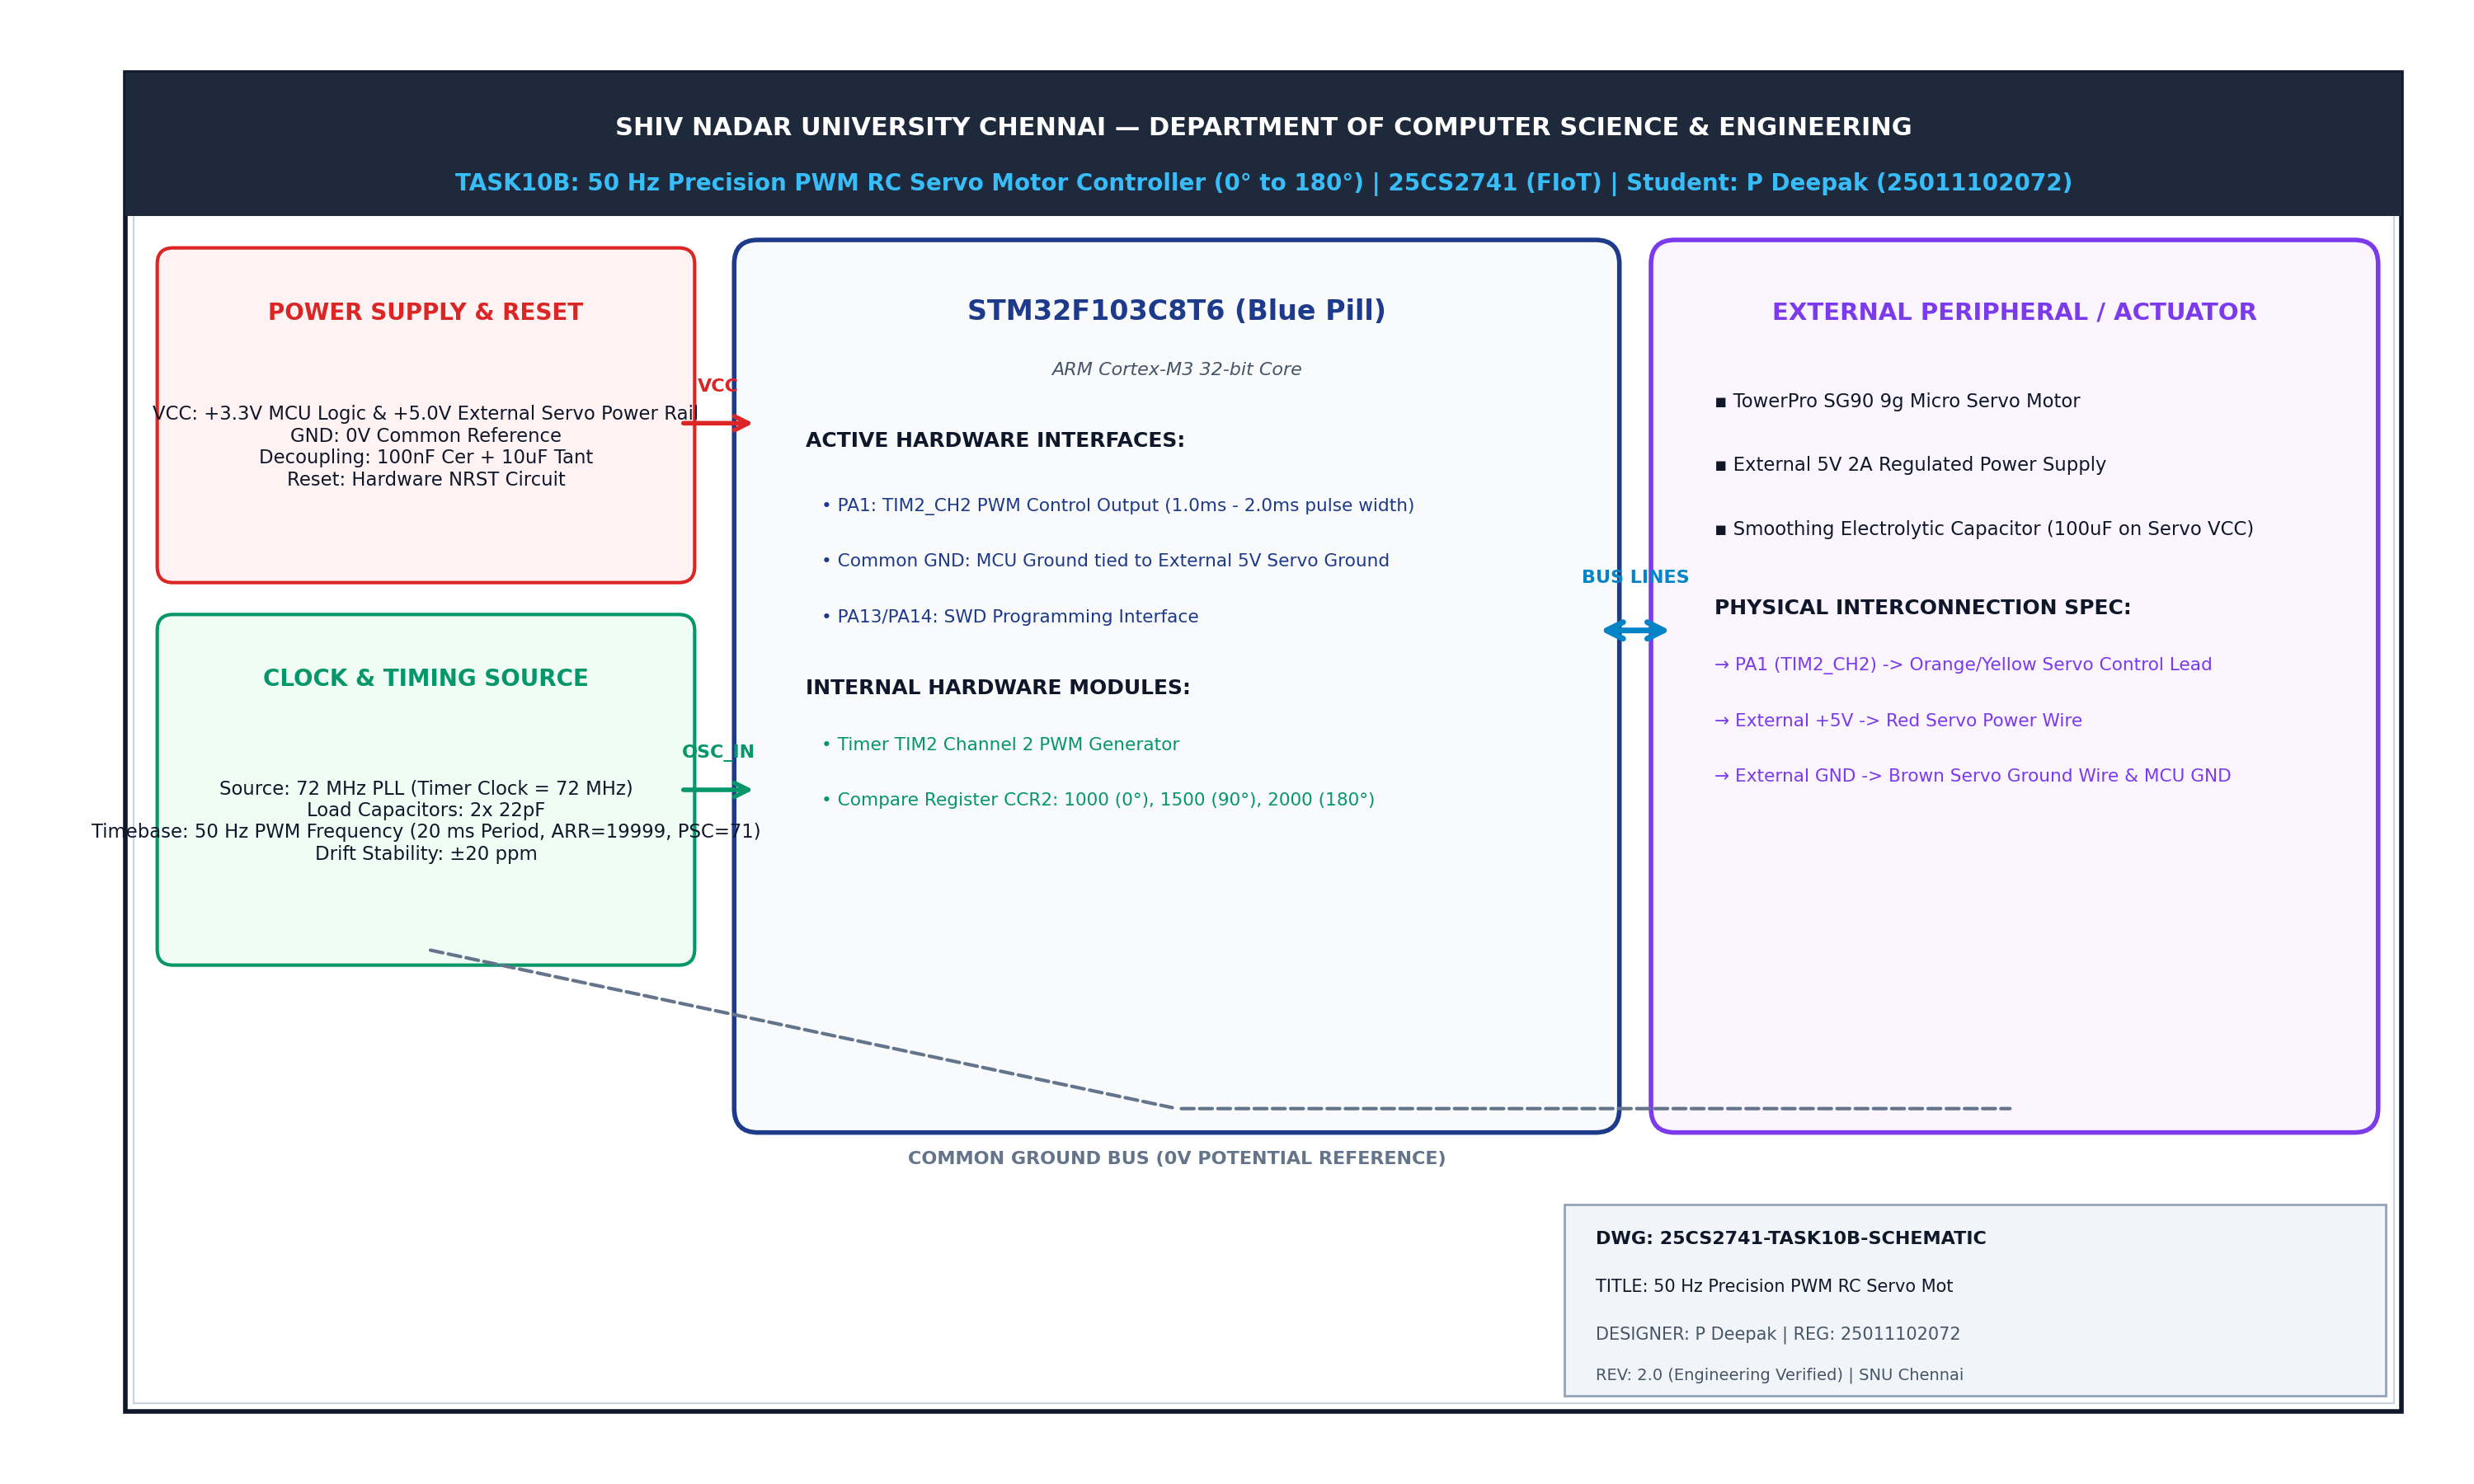 SHIV NADAR UNIVERSITY CHENNAI — DEPARTMENT OF COMPUTER SCIENCE & ENGINEERING
TASK10B: 50 Hz Precision PWM RC Servo Motor Controller (0° to 180°) | 25CS2741 (FIoT) | Student: P Deepak (25011102072)
POWER SUPPLY & RESET
VCC: +3.3V MCU Logic & +5.0V External Servo Power Rail
GND: 0V Common Reference
Decoupling: 100nF Cer + 10uF Tant
Reset: Hardware NRST Circuit
VCC
CLOCK & TIMING SOURCE
Source: 72 MHz PLL (Timer Clock = 72 MHz)
Load Capacitors: 2x 22pF
Timebase: 50 Hz PWM Frequency (20 ms Period, ARR=19999, PSC=71)
Drift Stability: ±20 ppm
OSC_IN
STM32F103C8T6 (Blue Pill)
ARM Cortex-M3 32-bit Core
ACTIVE HARDWARE INTERFACES:
• PA1: TIM2_CH2 PWM Control Output (1.0ms - 2.0ms pulse width)
• Common GND: MCU Ground tied to External 5V Servo Ground
• PA13/PA14: SWD Programming Interface
INTERNAL HARDWARE MODULES:
• Timer TIM2 Channel 2 PWM Generator
• Compare Register CCR2: 1000 (0°), 1500 (90°), 2000 (180°)
BUS LINES
EXTERNAL PERIPHERAL / ACTUATOR
▪ TowerPro SG90 9g Micro Servo Motor
▪ External 5V 2A Regulated Power Supply
▪ Smoothing Electrolytic Capacitor (100uF on Servo VCC)
PHYSICAL INTERCONNECTION SPEC:
→ PA1 (TIM2_CH2) -> Orange/Yellow Servo Control Lead
→ External +5V -> Red Servo Power Wire
→ External GND -> Brown Servo Ground Wire & MCU GND
COMMON GROUND BUS (0V POTENTIAL REFERENCE)
DWG: 25CS2741-TASK10B-SCHEMATIC
TITLE: 50 Hz Precision PWM RC Servo Mot
DESIGNER: P Deepak | REG: 25011102072
REV: 2.0 (Engineering Verified) | SNU Chennai